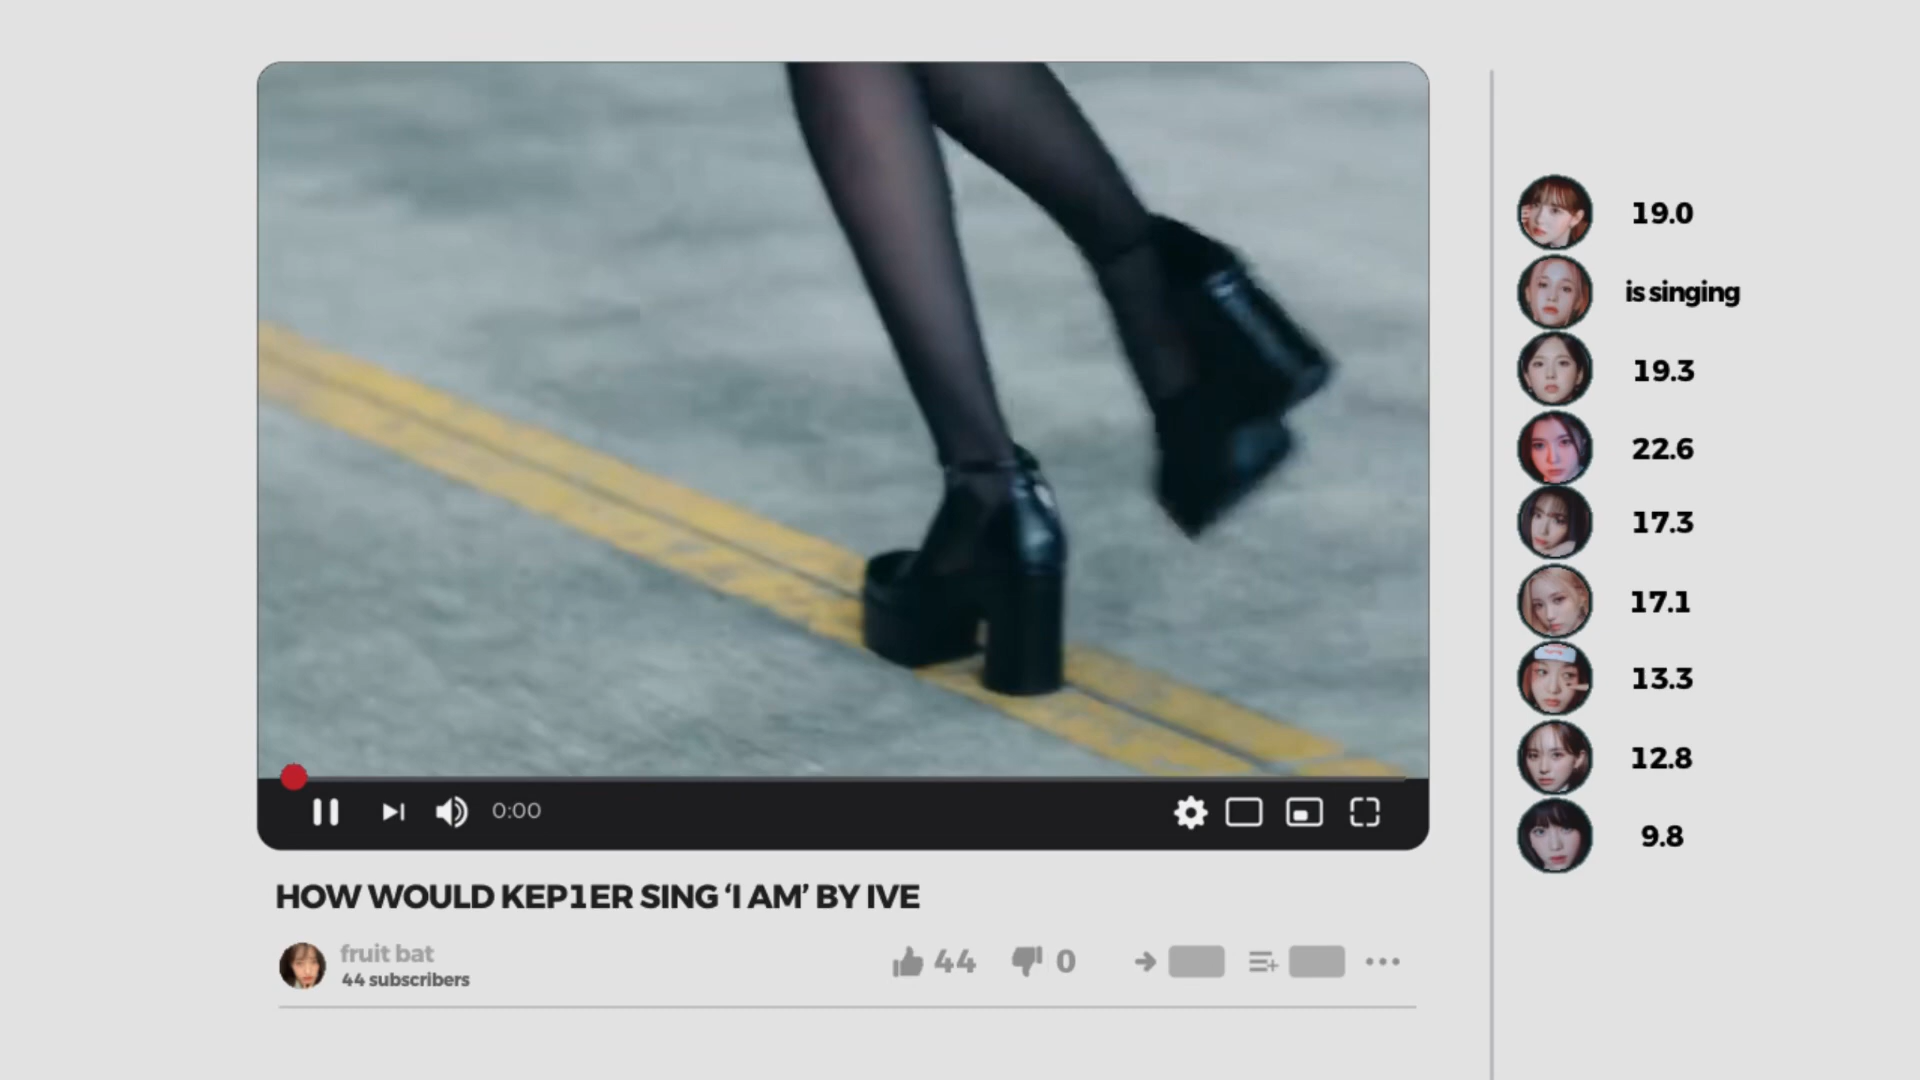 19.0
is singing
19.3
22.6
17.3
17.1
13.3
12.8
9.8
0:00
HOW WOULD KEP1ER SING ‘I AM’ BY IVE
fruit bat
44 subscribers
44
0